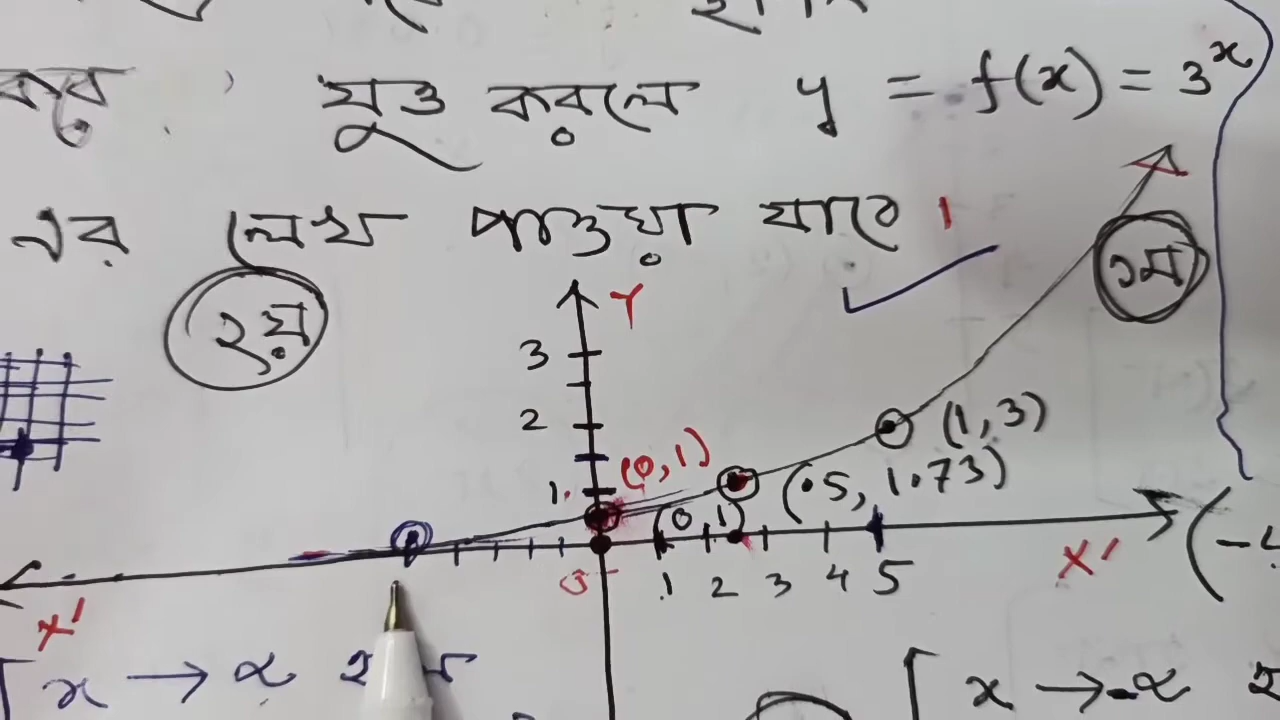 যুক্ত করলে y = f(x) = 3^x
এর লেখ পাওয়া যাবে।
২য়
১ম
Y
3
2
1
(0,1)
(1,3)
(.5, 1.73)
(0,1)
O 1 2 3 4 5
X'
X'
x → ∝
x → -∝